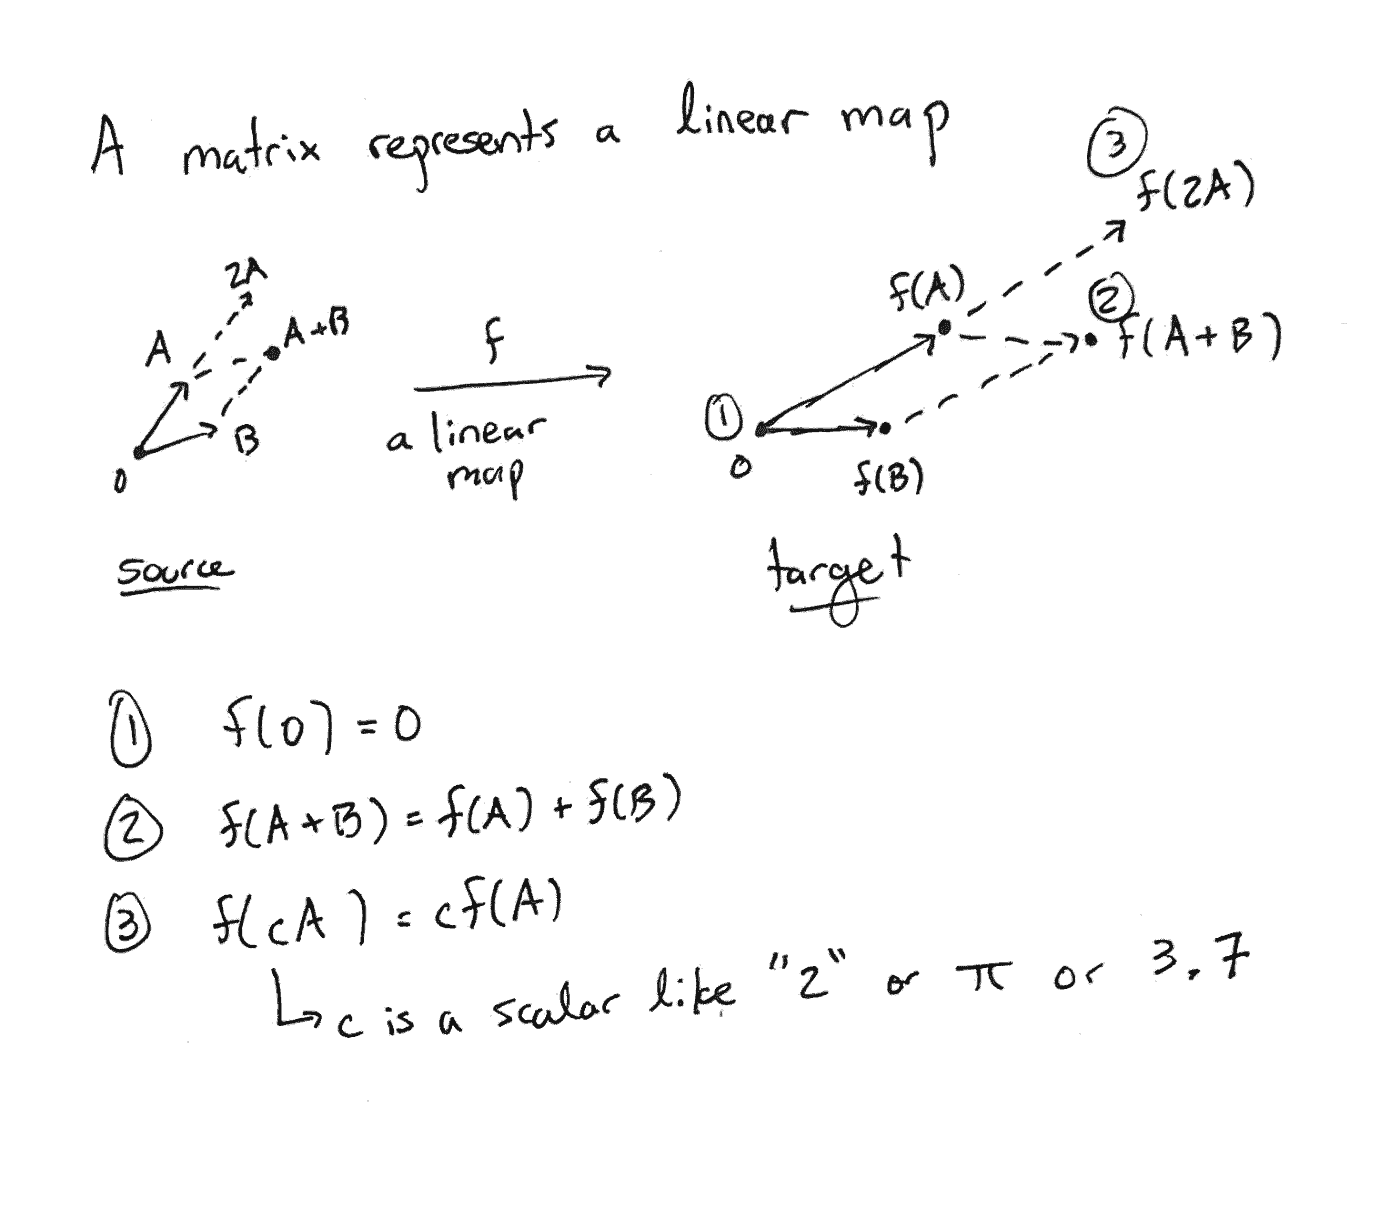 A matrix represents a linear map
③
f(2A)
2A
f(A)
②
A
A+B
f
f(A+B)
①
B
a linear
map
0
0
f(B)
source
target
① f(0) = 0
② f(A+B) = f(A) + f(B)
③ f(cA) = cf(A)
↳ c is a scalar like "2" or π or 3.7